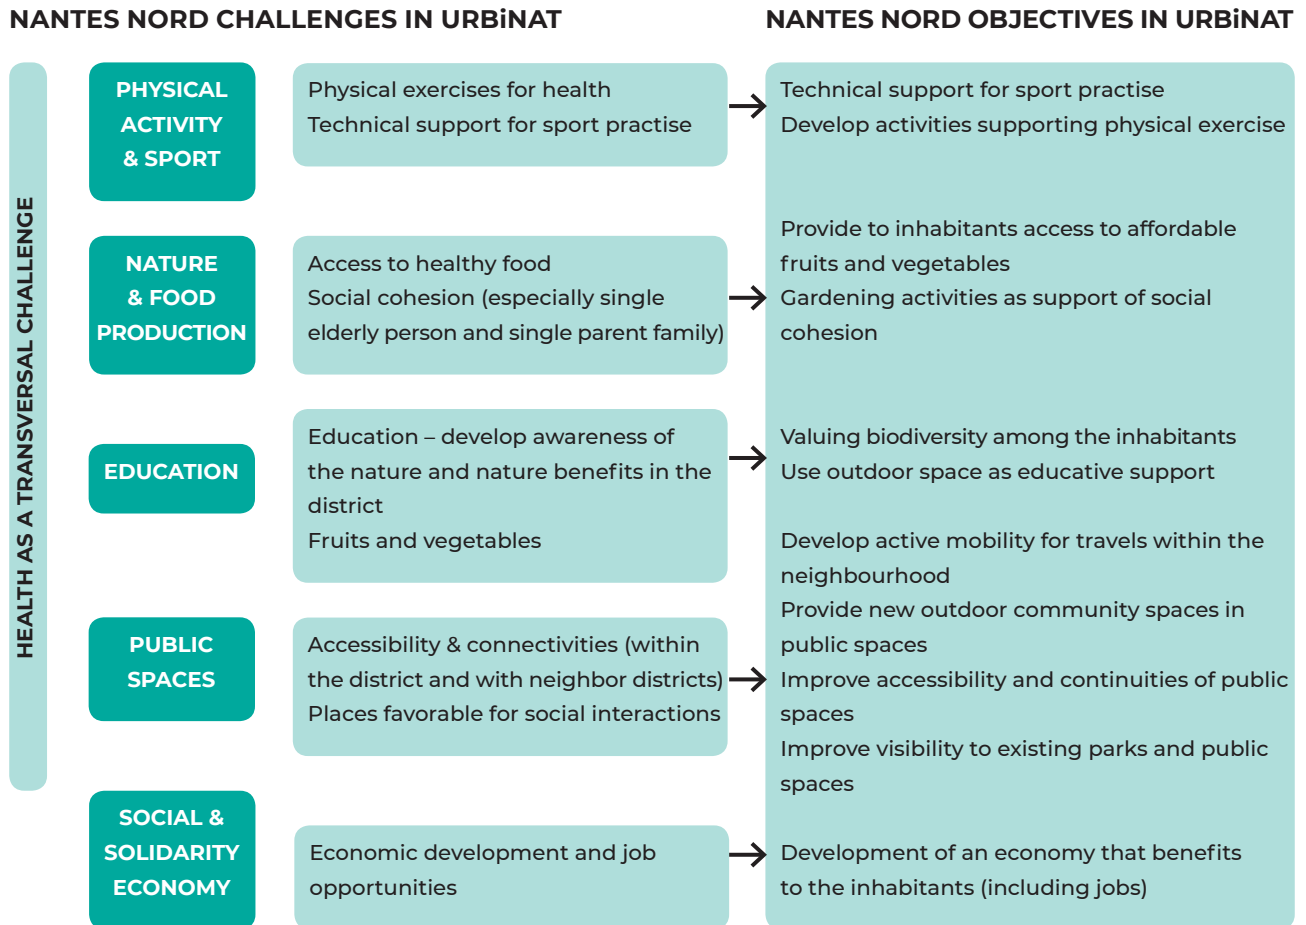 NANTES NORD CHALLENGES IN URBiNAT
NANTES NORD OBJECTIVES IN URBiNAT
HEALTH AS A TRANSVERSAL CHALLENGE
PHYSICAL
ACTIVITY
& SPORT
Physical exercises for health
Technical support for sport practise
Technical support for sport practise
Develop activities supporting physical exercise
NATURE
& FOOD
PRODUCTION
Access to healthy food
Social cohesion (especially single
elderly person and single parent family)
Provide to inhabitants access to affordable
fruits and vegetables
Gardening activities as support of social
cohesion
EDUCATION
Education – develop awareness of
the nature and nature benefits in the
district
Fruits and vegetables
Valuing biodiversity among the inhabitants
Use outdoor space as educative support
PUBLIC
SPACES
Accessibility & connectivities (within
the district and with neighbor districts)
Places favorable for social interactions
Develop active mobility for travels within the
neighbourhood
Provide new outdoor community spaces in
public spaces
Improve accessibility and continuities of public
spaces
Improve visibility to existing parks and public
spaces
SOCIAL &
SOLIDARITY
ECONOMY
Economic development and job
opportunities
Development of an economy that benefits
to the inhabitants (including jobs)